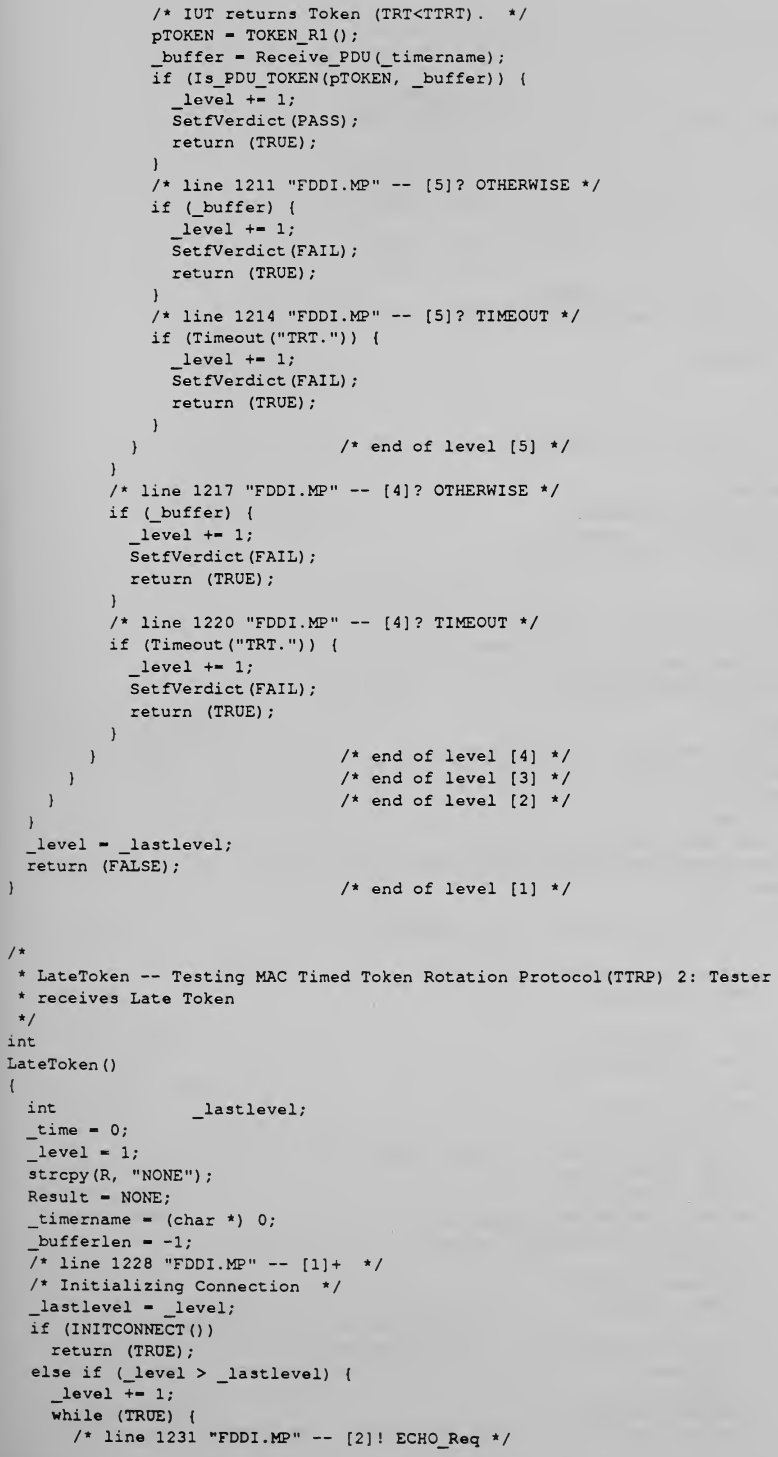 /* IUT returns Token (TRT<TTRT). */
pTOKEN = TOKEN_R1();
_buffer = Receive_PDU(_timername);
if (Is_PDU_TOKEN(pTOKEN, _buffer)) {
_level += 1;
SetfVerdict(PASS);
return (TRUE);
}
/* line 1211 "FDDI.MP" -- [5]? OTHERWISE */
if (_buffer) {
_level += 1;
SetfVerdict(FAIL);
return (TRUE);
}
/* line 1214 "FDDI.MP" -- [5]? TIMEOUT */
if (Timeout("TRT.")) {
_level += 1;
SetfVerdict(FAIL);
return (TRUE);
}
} /* end of level [5] */
}
/* line 1217 "FDDI.MP" -- [4]? OTHERWISE */
if (_buffer) {
_level += 1;
SetfVerdict(FAIL);
return (TRUE);
}
/* line 1220 "FDDI.MP" -- [4]? TIMEOUT */
if (Timeout("TRT.")) {
_level += 1;
SetfVerdict(FAIL);
return (TRUE);
}
} /* end of level [4] */
} /* end of level [3] */
} /* end of level [2] */
}
_level = _lastlevel;
return (FALSE);
} /* end of level [1] */
/*
* LateToken -- Testing MAC Timed Token Rotation Protocol(TTRP) 2: Tester
* receives Late Token
*/
int
LateToken()
{
int _lastlevel;
_time = 0;
_level = 1;
strcpy(R, "NONE");
Result = NONE;
_timername = (char *) 0;
_bufferlen = -1;
/* line 1228 "FDDI.MP" -- [1]+ */
/* Initializing Connection */
_lastlevel = _level;
if (INITCONNECT())
return (TRUE);
else if (_level > _lastlevel) {
_level += 1;
while (TRUE) {
/* line 1231 "FDDI.MP" -- [2]! ECHO_Req */